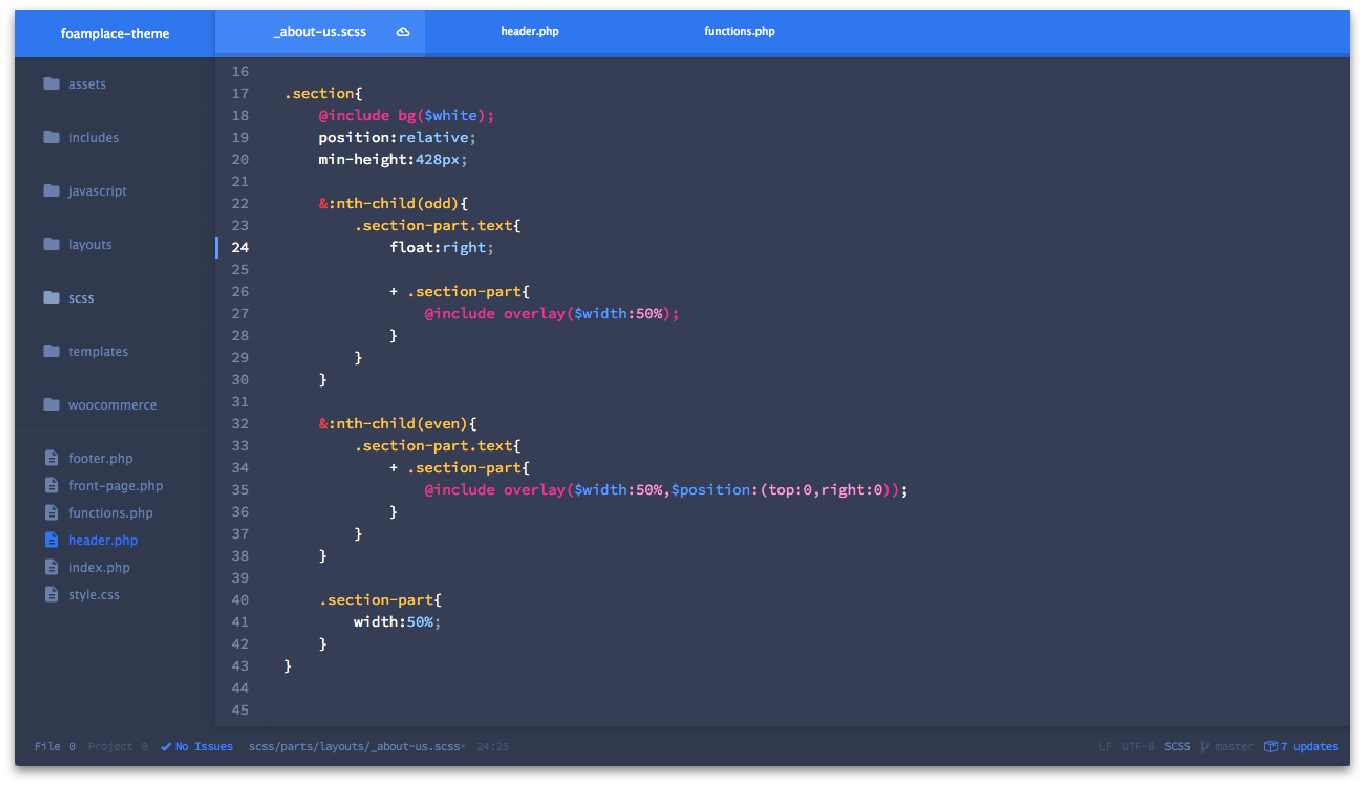 foamplace-theme
_about-us.scss
header.php
functions.php
assets
includes
javascript
layouts
scss
templates
woocommerce
footer.php
front-page.php
functions.php
header.php
index.php
style.css
16
17 .section{
18 @include bg($white);
19 position:relative;
20 min-height:428px;
21
22 &:nth-child(odd){
23 .section-part.text{
24 float:right;
25
26 + .section-part{
27 @include overlay($width:50%);
28 }
29 }
30 }
31
32 &:nth-child(even){
33 .section-part.text{
34 + .section-part{
35 @include overlay($width:50%,$position:(top:0,right:0));
36 }
37 }
38 }
39
40 .section-part{
41 width:50%;
42 }
43 }
44
45
File 0 Project 0 No Issues scss/parts/layouts/_about-us.scss* 24:25 LF UTF-8 SCSS master 7 updates